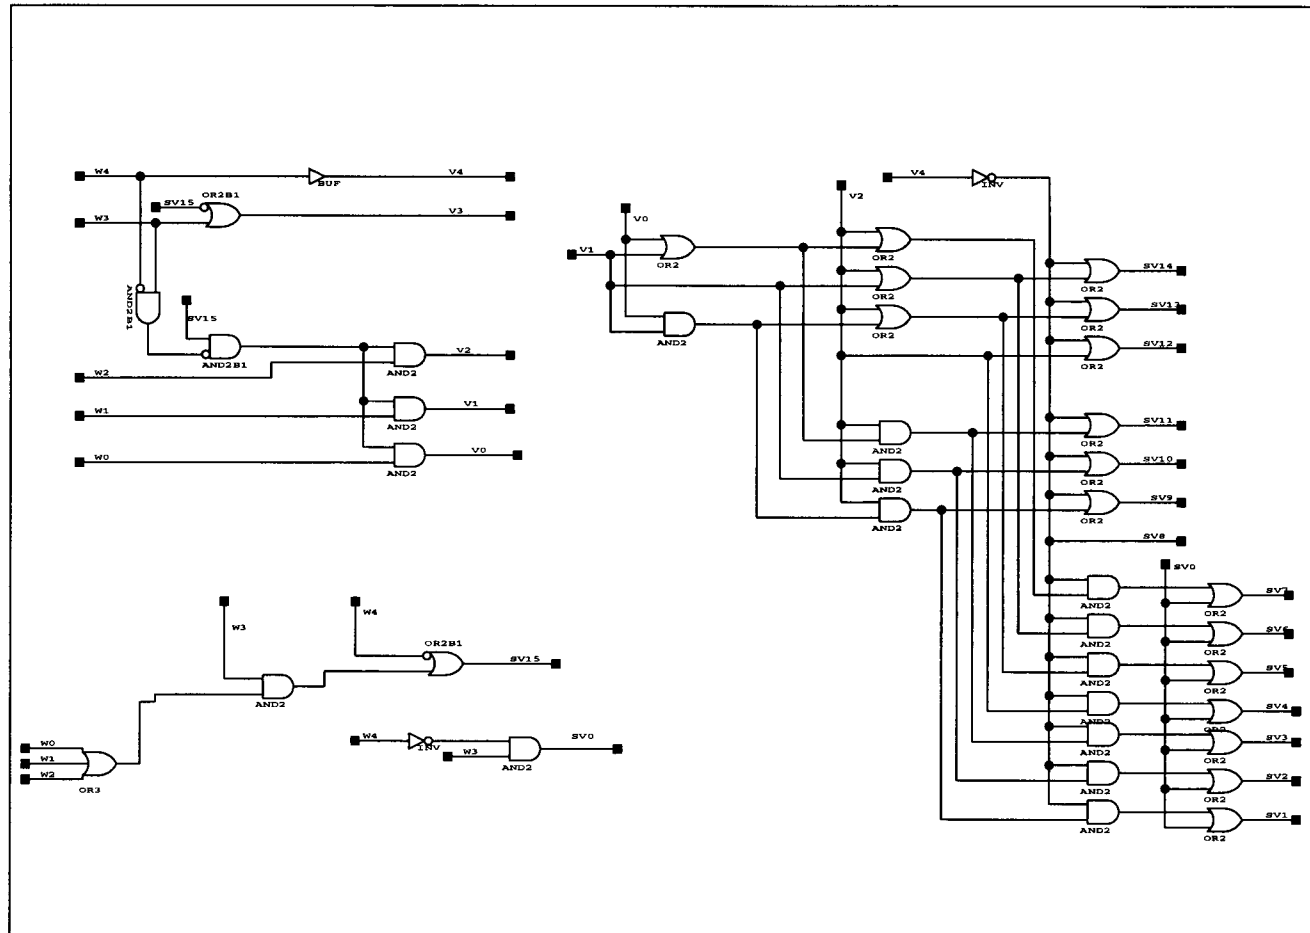 W4
BUF
V4
SV15
OR2B1
W3
V3
AND2B1
SV15
AND2B1
V2
W2
AND2
W1
V1
AND2
W0
V0
AND2
W3
W4
OR2B1
SV15
AND2
W0
W1
W2
OR3
W4
INV
W3
AND2
SV0
V4
INV
V2
V0
V1
OR2
OR2
OR2
OR2
AND2
SV14
OR2
SV13
OR2
SV12
OR2
AND2
AND2
AND2
SV11
OR2
SV10
OR2
SV9
OR2
SV8
SV0
AND2
SV7
OR2
AND2
SV6
OR2
AND2
SV5
OR2
AND2
SV4
OR2
AND2
SV3
OR2
AND2
SV2
OR2
AND2
SV1
OR2